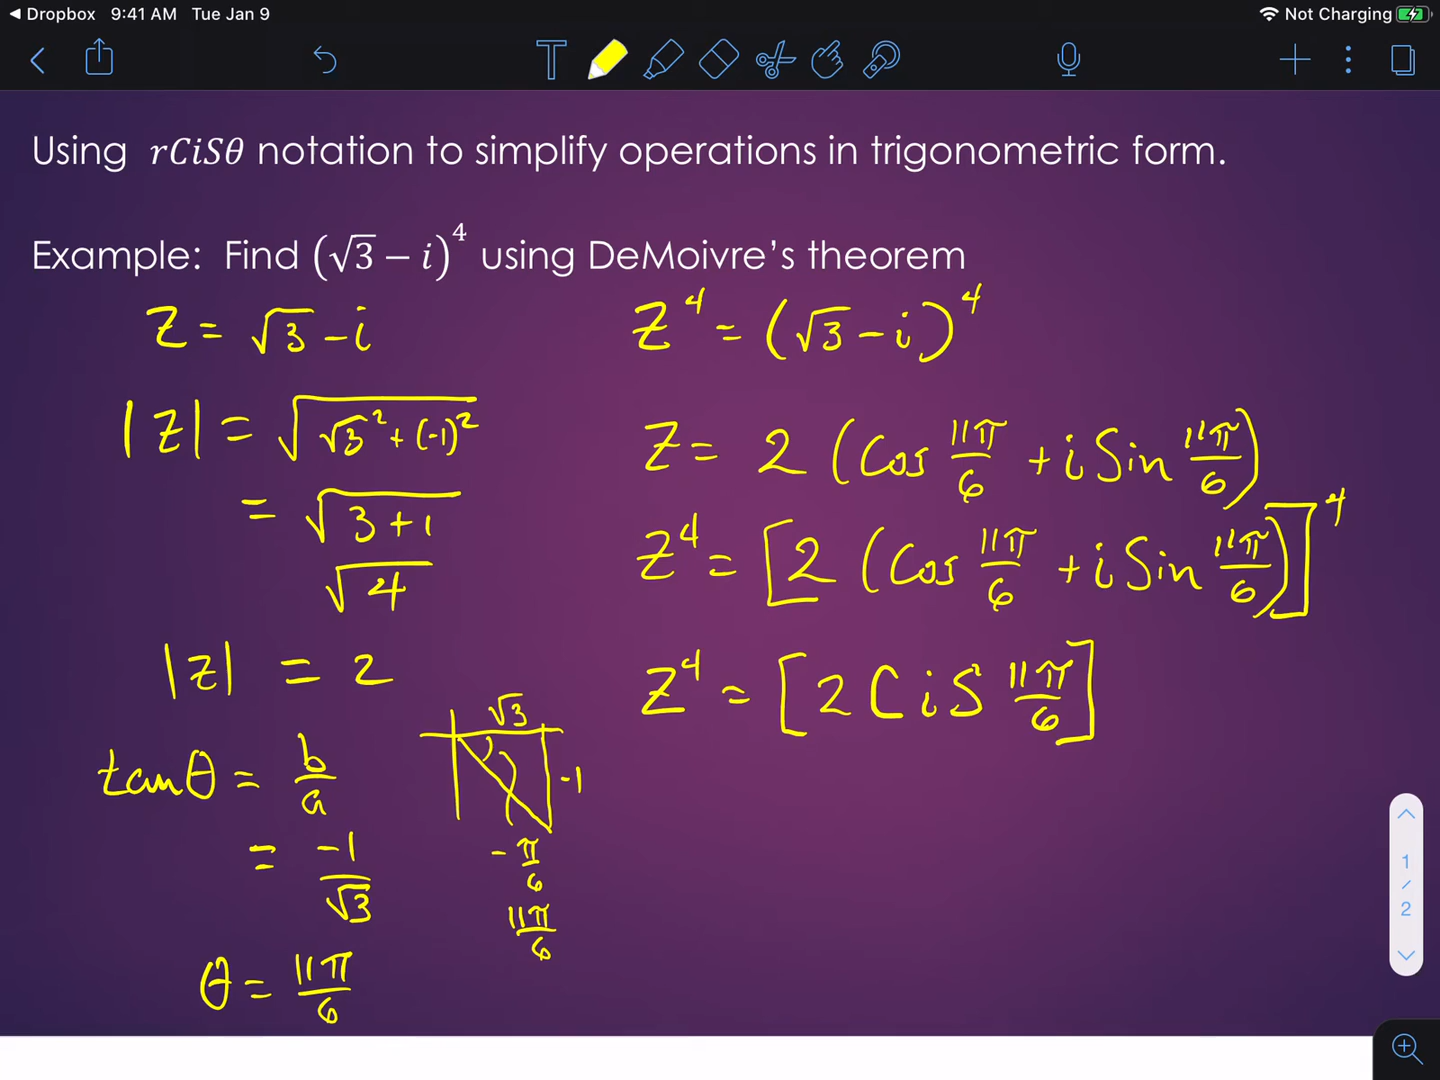 Dropbox 9:41 AM Tue Jan 9 Not Charging
T
Using rCiSθ notation to simplify operations in trigonometric form.
Example: Find (√3 − i)^4 using DeMoivre's theorem
Z = √3 − i
|Z| = √(√3² + (−1)²)
= √(3+1)
√4
|Z| = 2
tanθ = b/a
= −1/√3
θ = 11π/6
√3
−1
−π/6
11π/6
Z^4 = (√3 − i)^4
Z = 2 (Cos 11π/6 + i Sin 11π/6)
Z^4 = [2 (Cos 11π/6 + i Sin 11π/6)]^4
Z^4 = [2 CiS 11π/6]
1
/
2